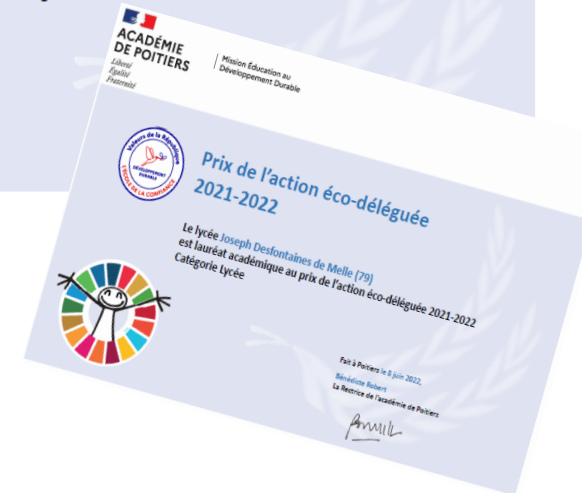 ACADÉMIE
DE POITIERS
Liberté
Égalité
Fraternité
Mission Éducation au
Développement Durable
Valeurs de la République
DÉVELOPPEMENT
DURABLE
L'ÉCOLE DE LA CONFIANCE
Prix de l'action éco-déléguée
2021-2022
Le lycée Joseph Desfontaines de Melle (79)
est lauréat académique au prix de l'action éco-déléguée 2021-2022
Catégorie Lycée
Fait à Poitiers le 8 juin 2022,
Bénédicte Robert
La Rectrice de l'académie de Poitiers